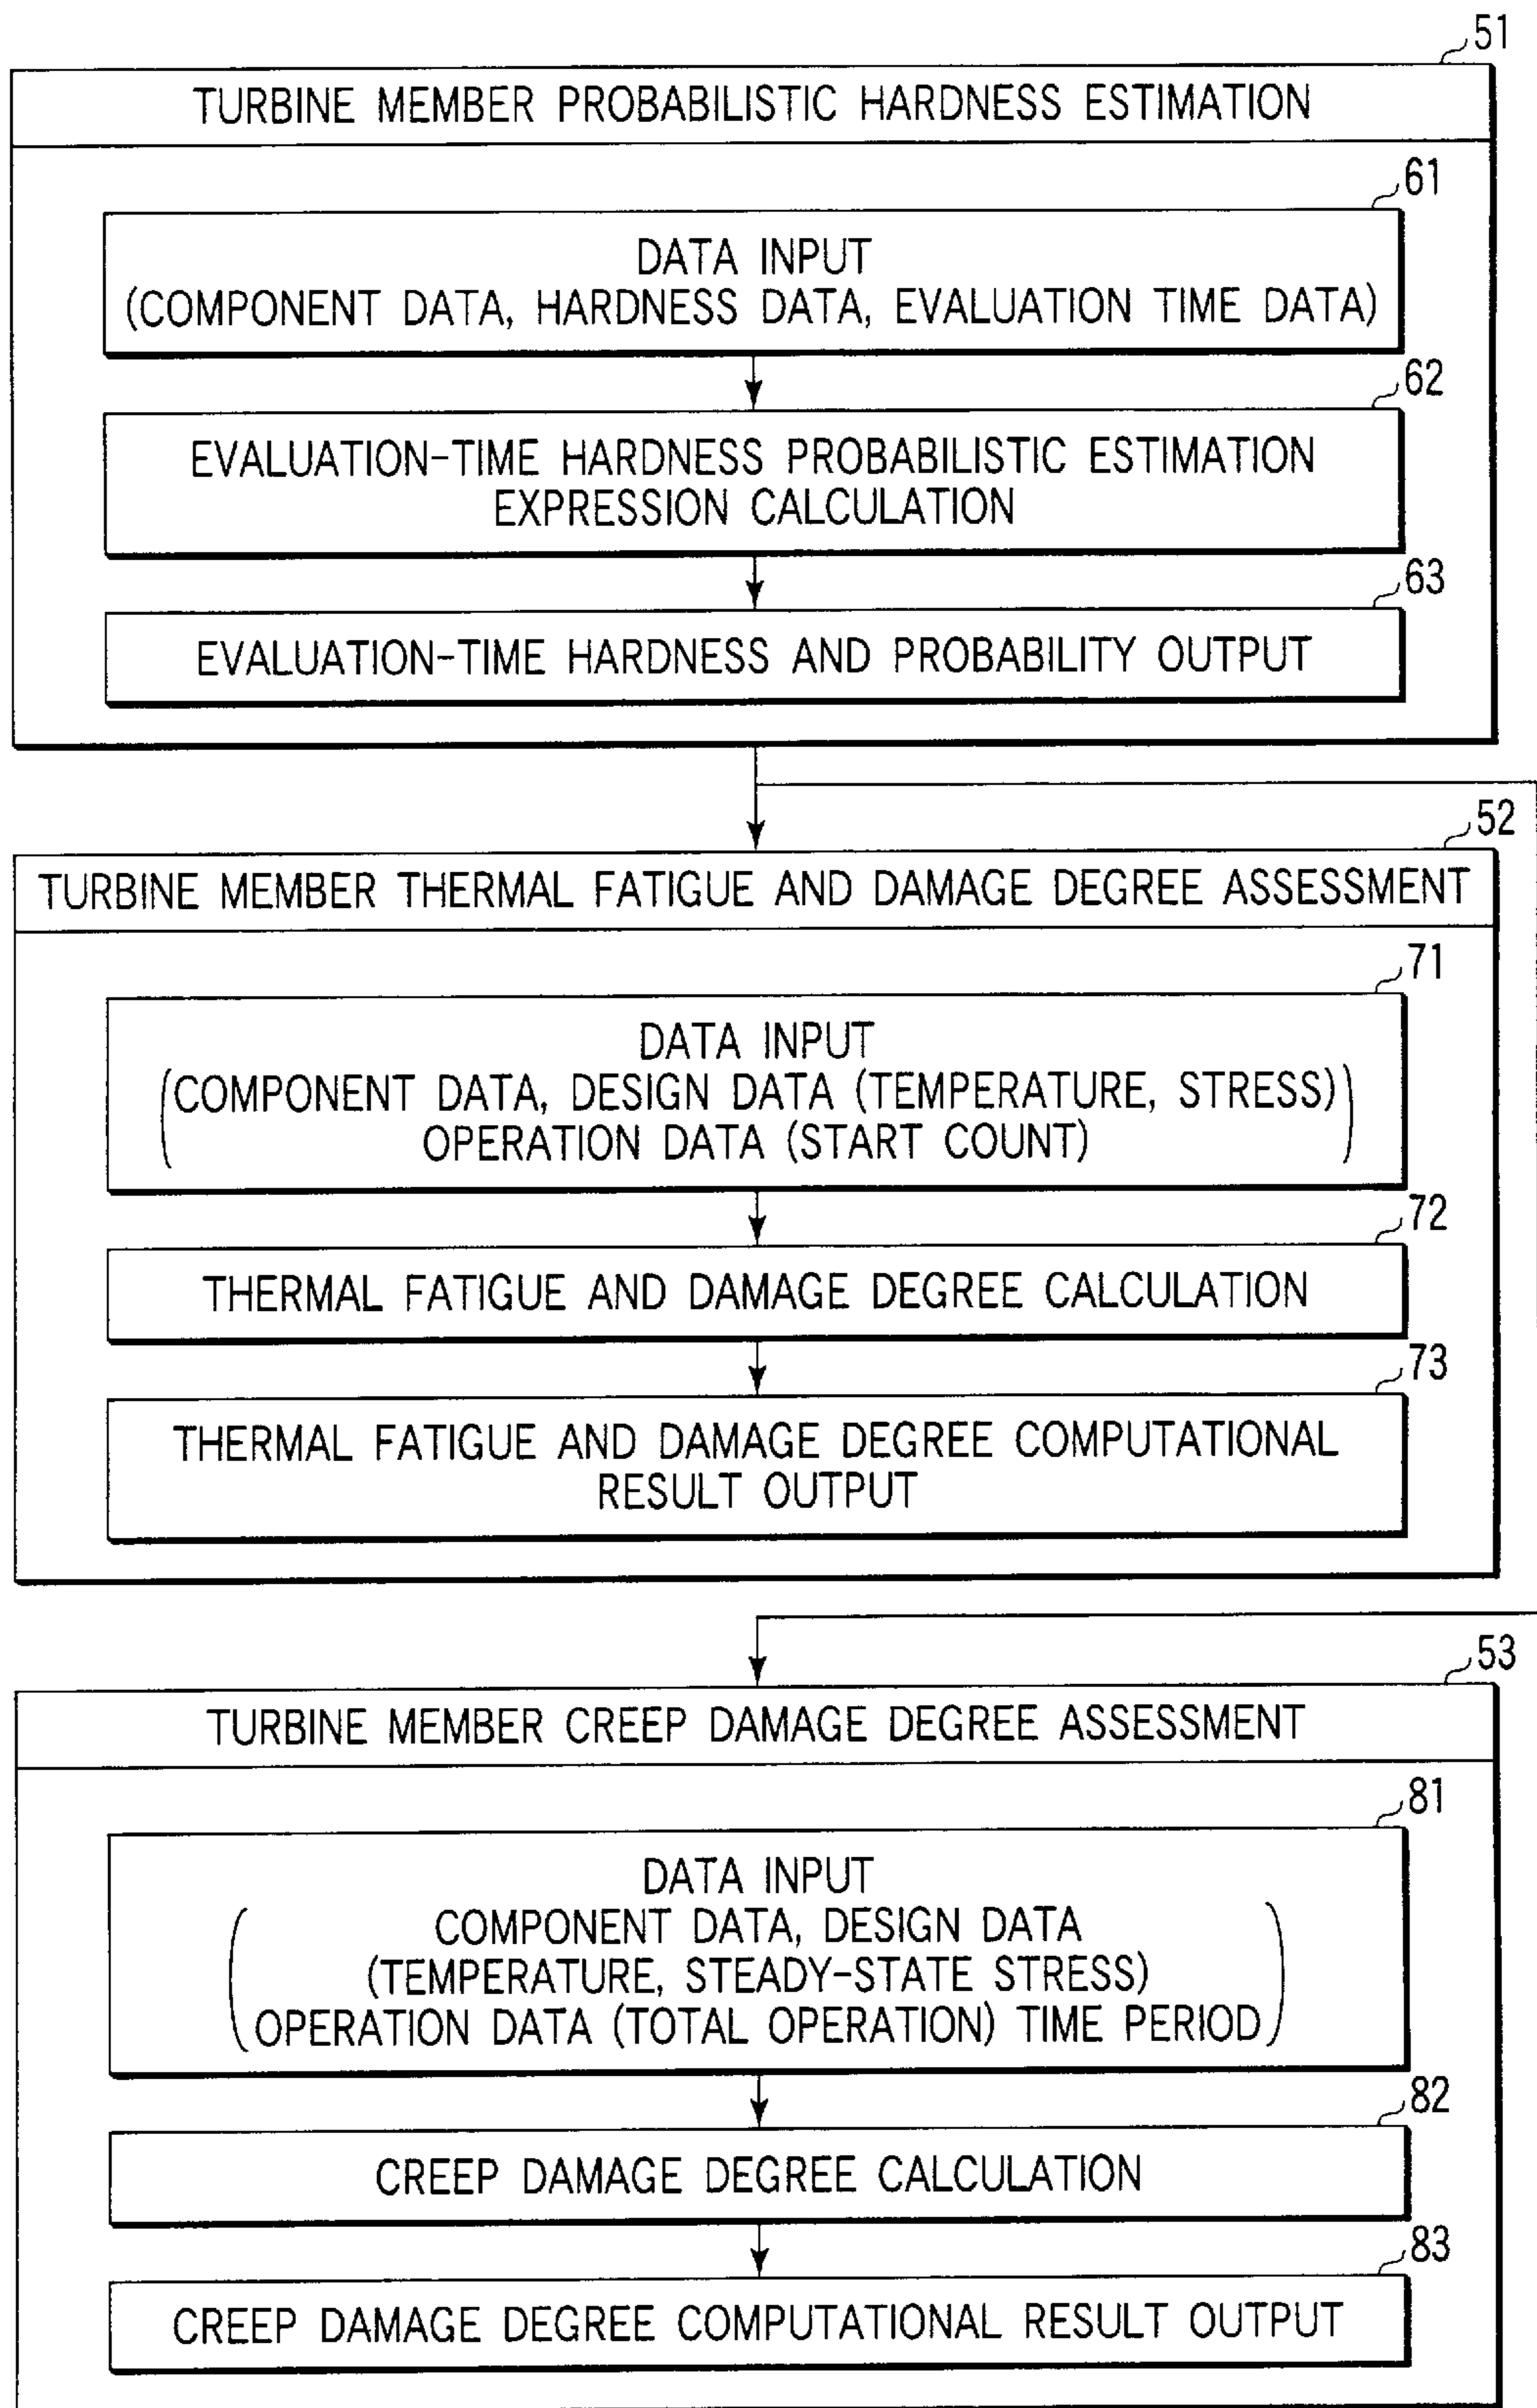 51
TURBINE MEMBER PROBABILISTIC HARDNESS ESTIMATION
61
DATA INPUT
(COMPONENT DATA, HARDNESS DATA, EVALUATION TIME DATA)
62
EVALUATION-TIME HARDNESS PROBABILISTIC ESTIMATION
EXPRESSION CALCULATION
63
EVALUATION-TIME HARDNESS AND PROBABILITY OUTPUT
52
TURBINE MEMBER THERMAL FATIGUE AND DAMAGE DEGREE ASSESSMENT
71
DATA INPUT
(COMPONENT DATA, DESIGN DATA (TEMPERATURE, STRESS)
OPERATION DATA (START COUNT))
72
THERMAL FATIGUE AND DAMAGE DEGREE CALCULATION
73
THERMAL FATIGUE AND DAMAGE DEGREE COMPUTATIONAL
RESULT OUTPUT
53
TURBINE MEMBER CREEP DAMAGE DEGREE ASSESSMENT
81
DATA INPUT
(COMPONENT DATA, DESIGN DATA
(TEMPERATURE, STEADY-STATE STRESS)
OPERATION DATA (TOTAL OPERATION) TIME PERIOD)
82
CREEP DAMAGE DEGREE CALCULATION
83
CREEP DAMAGE DEGREE COMPUTATIONAL RESULT OUTPUT